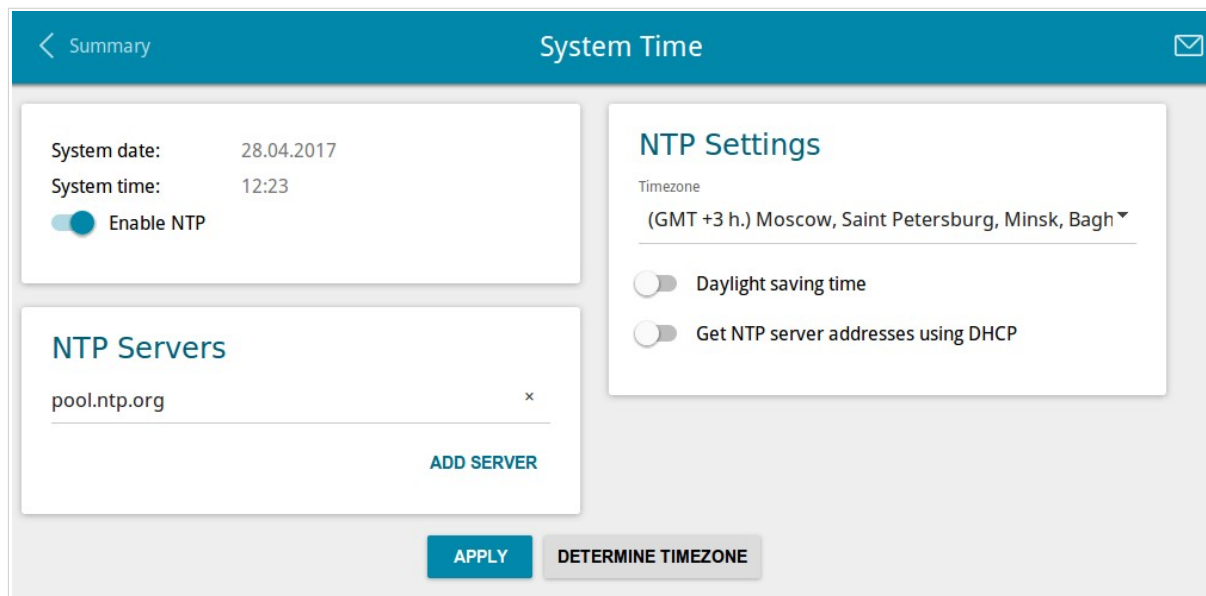 Summary
System Time
System date: 28.04.2017
System time: 12:23
Enable NTP
NTP Servers
pool.ntp.org ×
ADD SERVER
NTP Settings
Timezone
(GMT +3 h.) Moscow, Saint Petersburg, Minsk, Bagh
Daylight saving time
Get NTP server addresses using DHCP
APPLY
DETERMINE TIMEZONE